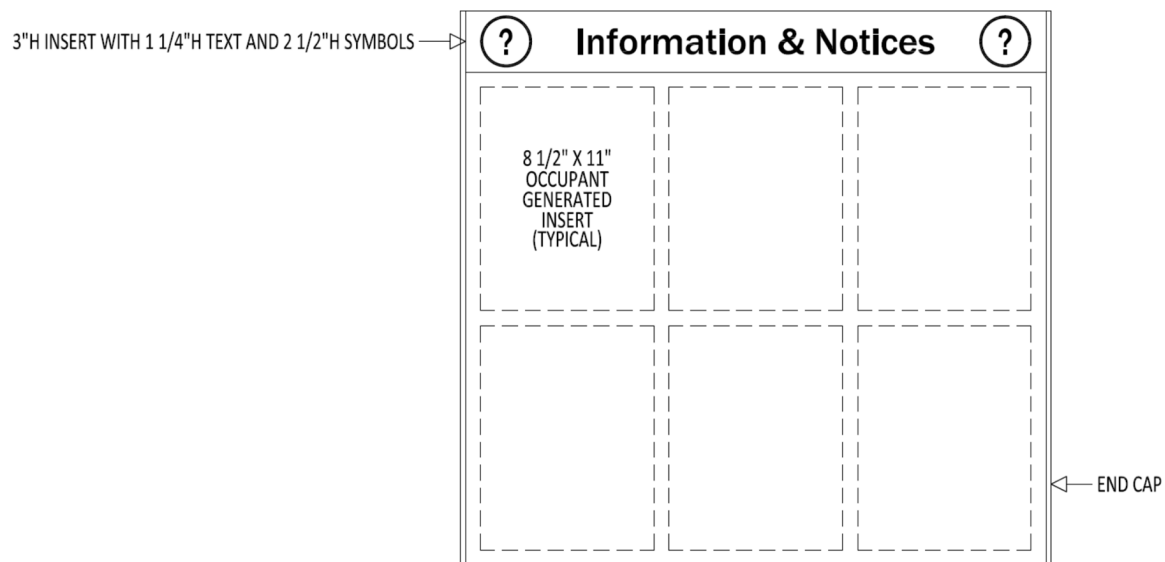 3"H INSERT WITH 1 1/4"H TEXT AND 2 1/2"H SYMBOLS
? Information & Notices ?
8 1/2" X 11"
OCCUPANT
GENERATED
INSERT
(TYPICAL)
END CAP